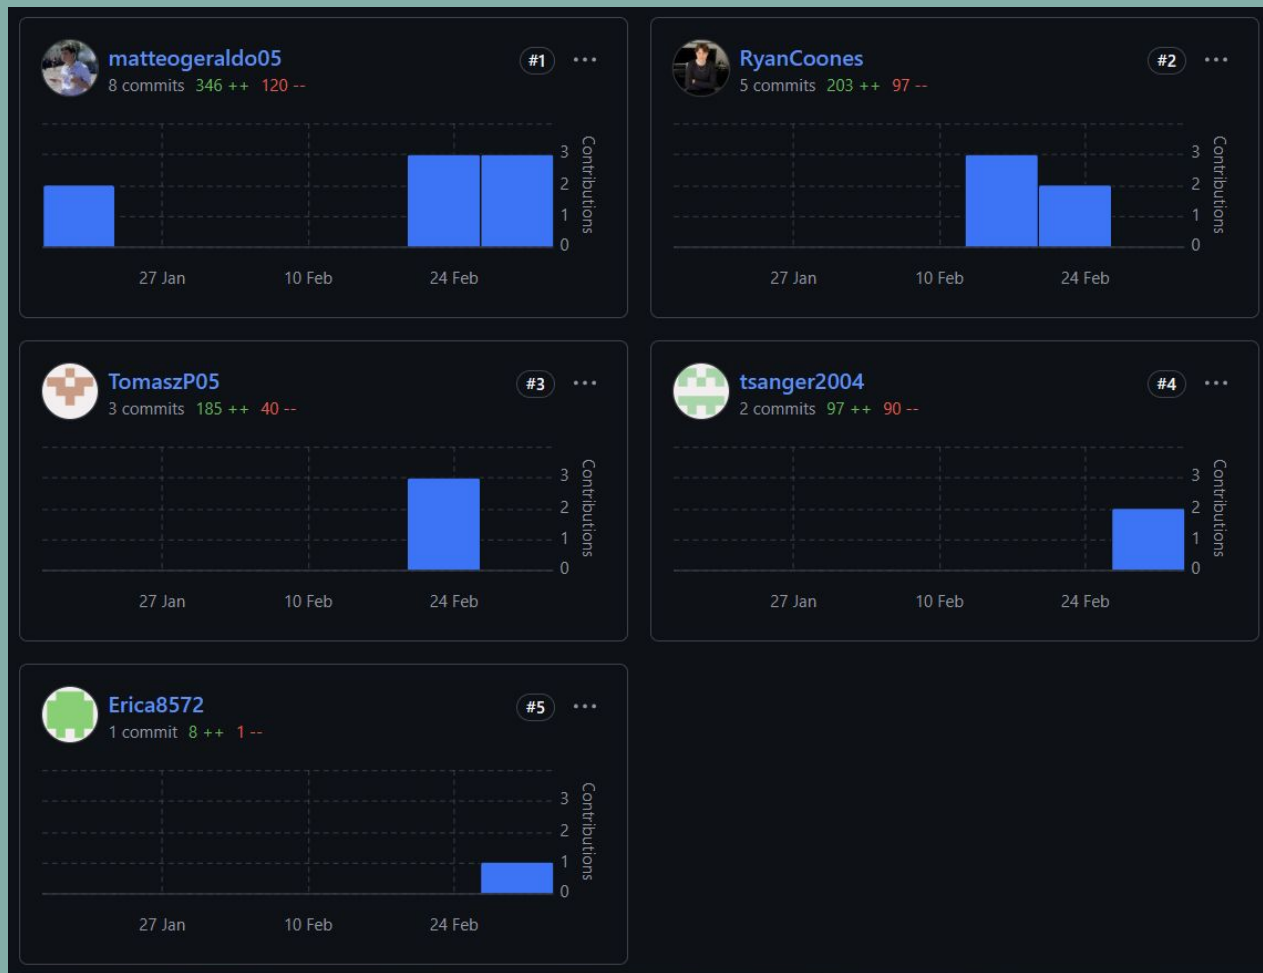 matteogeraldo05
#1
8 commits 346 ++ 120 --
3
2
1
0
Contributions
27 Jan 10 Feb 24 Feb
RyanCoones
#2
5 commits 203 ++ 97 --
3
2
1
0
Contributions
27 Jan 10 Feb 24 Feb
TomaszP05
#3
3 commits 185 ++ 40 --
3
2
1
0
Contributions
27 Jan 10 Feb 24 Feb
tsanger2004
#4
2 commits 97 ++ 90 --
3
2
1
0
Contributions
27 Jan 10 Feb 24 Feb
Erica8572
#5
1 commit 8 ++ 1 --
3
2
1
0
Contributions
27 Jan 10 Feb 24 Feb